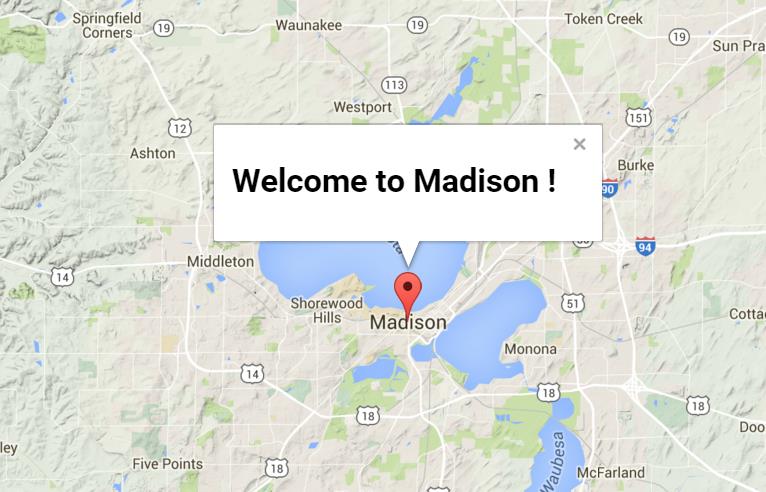 Springfield
Corners
19
Waunakee
19
Token Creek
19
Sun Pra
113
Westport
12
151
Ashton
Welcome to Madison !
Burke
90
94
Middleton
14
Shorewood
Hills
51
Madison
Cotta
Monona
14
18
18
18
Doo
ley
Five Points
18
Waubesa
McFarland